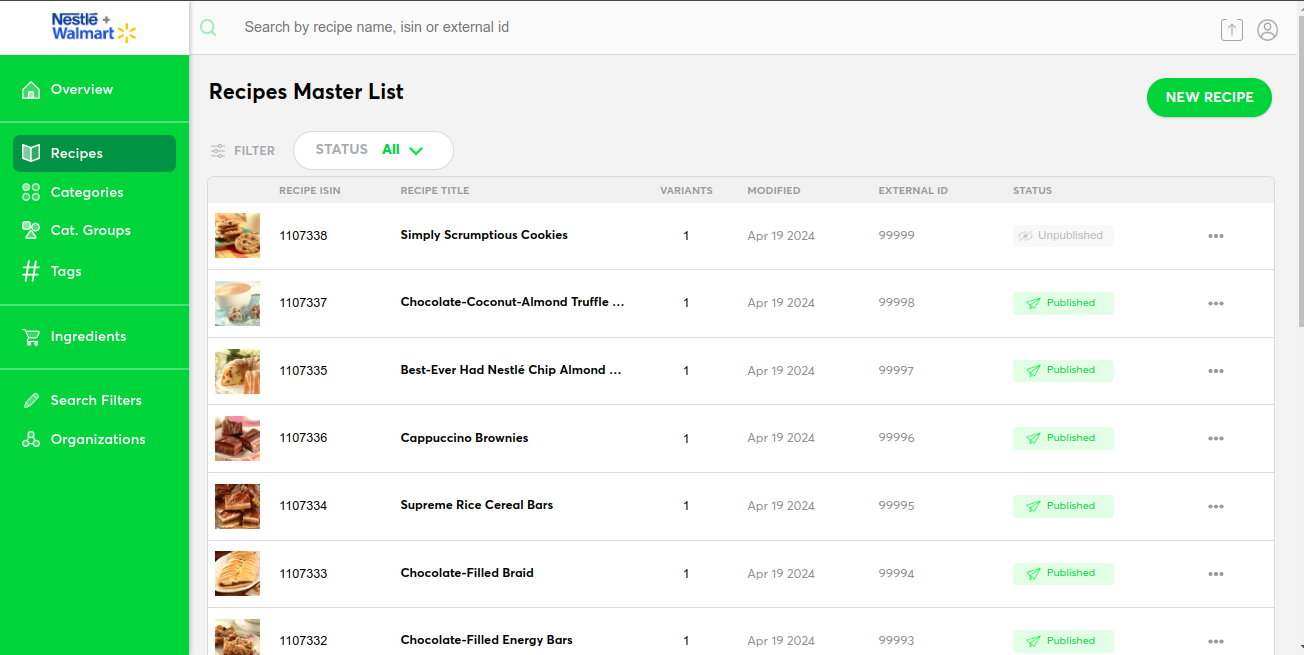 Nestlé +
Walmart
Search by recipe name, isin or external id
Overview
Recipes
Categories
Cat. Groups
Tags
Ingredients
Search Filters
Organizations
Recipes Master List
NEW RECIPE
FILTER STATUS All
RECIPE ISIN RECIPE TITLE VARIANTS MODIFIED EXTERNAL ID STATUS
1107338 Simply Scrumptious Cookies 1 Apr 19 2024 99999 Unpublished
1107337 Chocolate-Coconut-Almond Truffle ... 1 Apr 19 2024 99998 Published
1107335 Best-Ever Had Nestlé Chip Almond ... 1 Apr 19 2024 99997 Published
1107336 Cappuccino Brownies 1 Apr 19 2024 99996 Published
1107334 Supreme Rice Cereal Bars 1 Apr 19 2024 99995 Published
1107333 Chocolate-Filled Braid 1 Apr 19 2024 99994 Published
1107332 Chocolate-Filled Energy Bars 1 Apr 19 2024 99993 Published